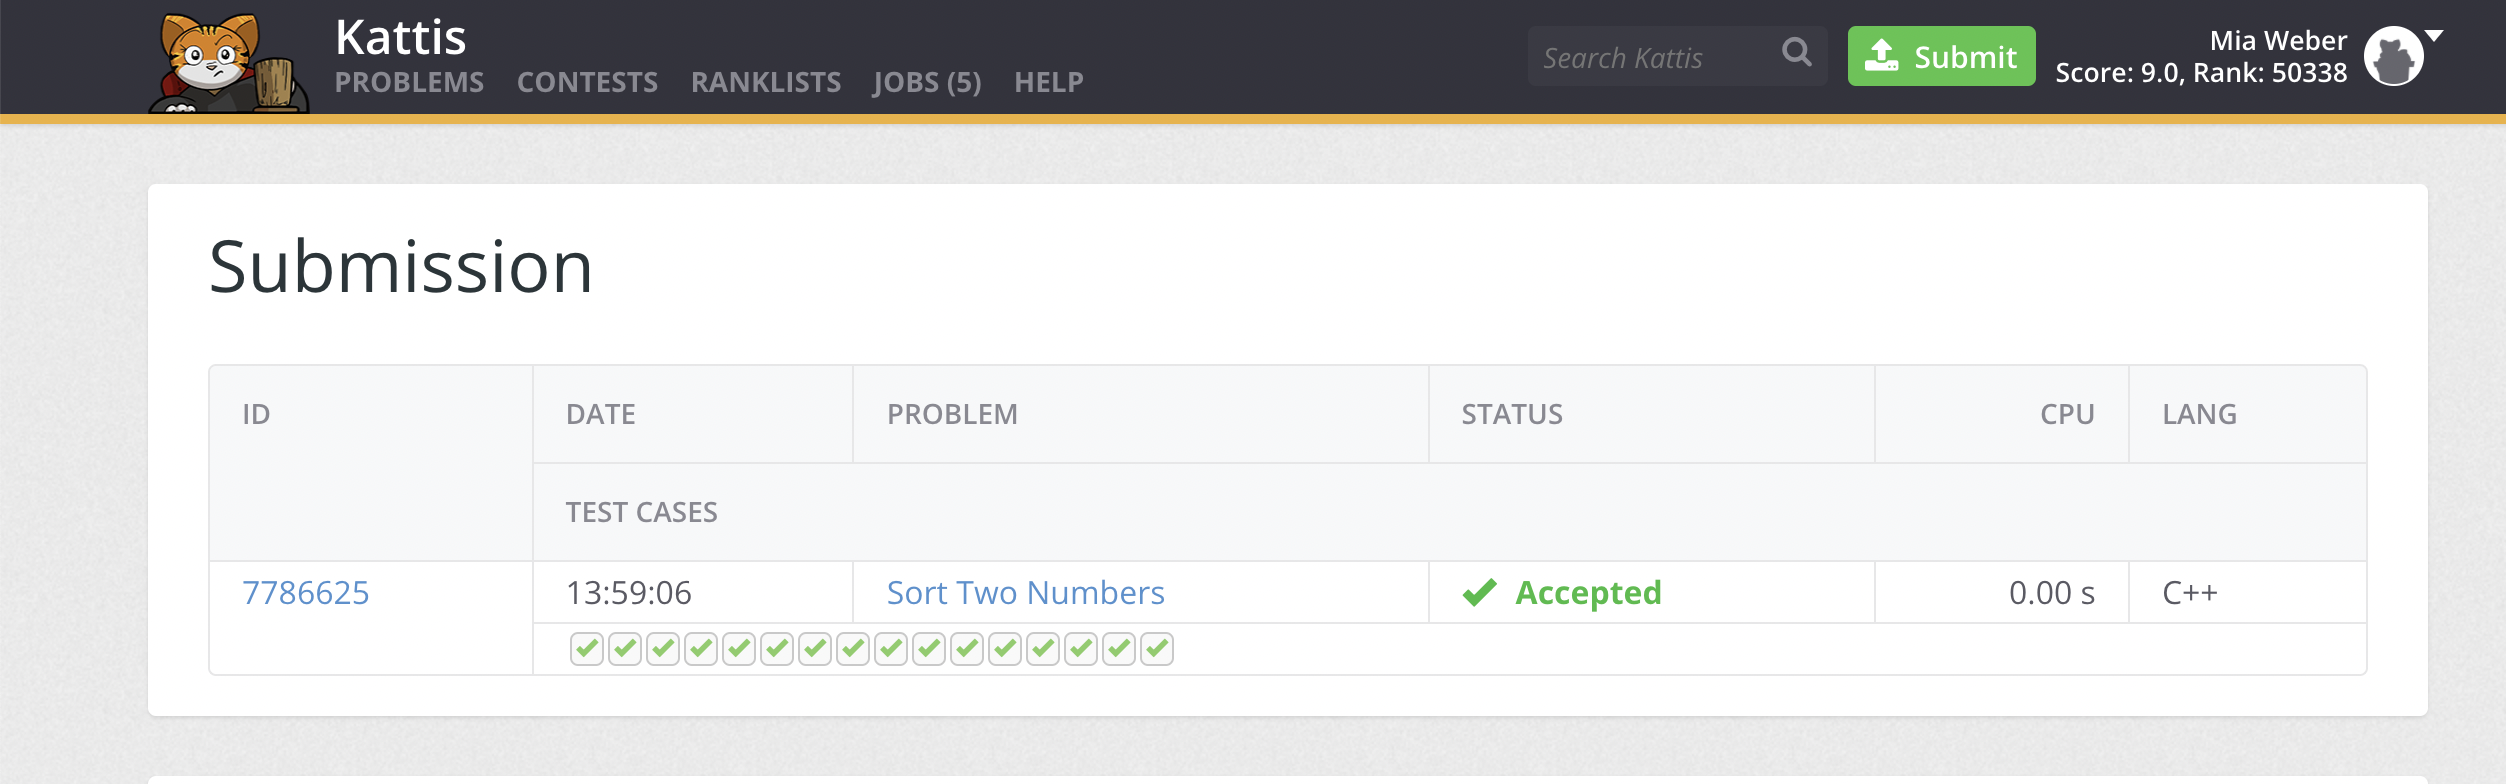 Kattis
PROBLEMS CONTESTS RANKLISTS JOBS (5) HELP
Search Kattis
Submit
Mia Weber
Score: 9.0, Rank: 50338
Submission
ID DATE PROBLEM STATUS CPU LANG
TEST CASES
7786625 13:59:06 Sort Two Numbers Accepted 0.00 s C++